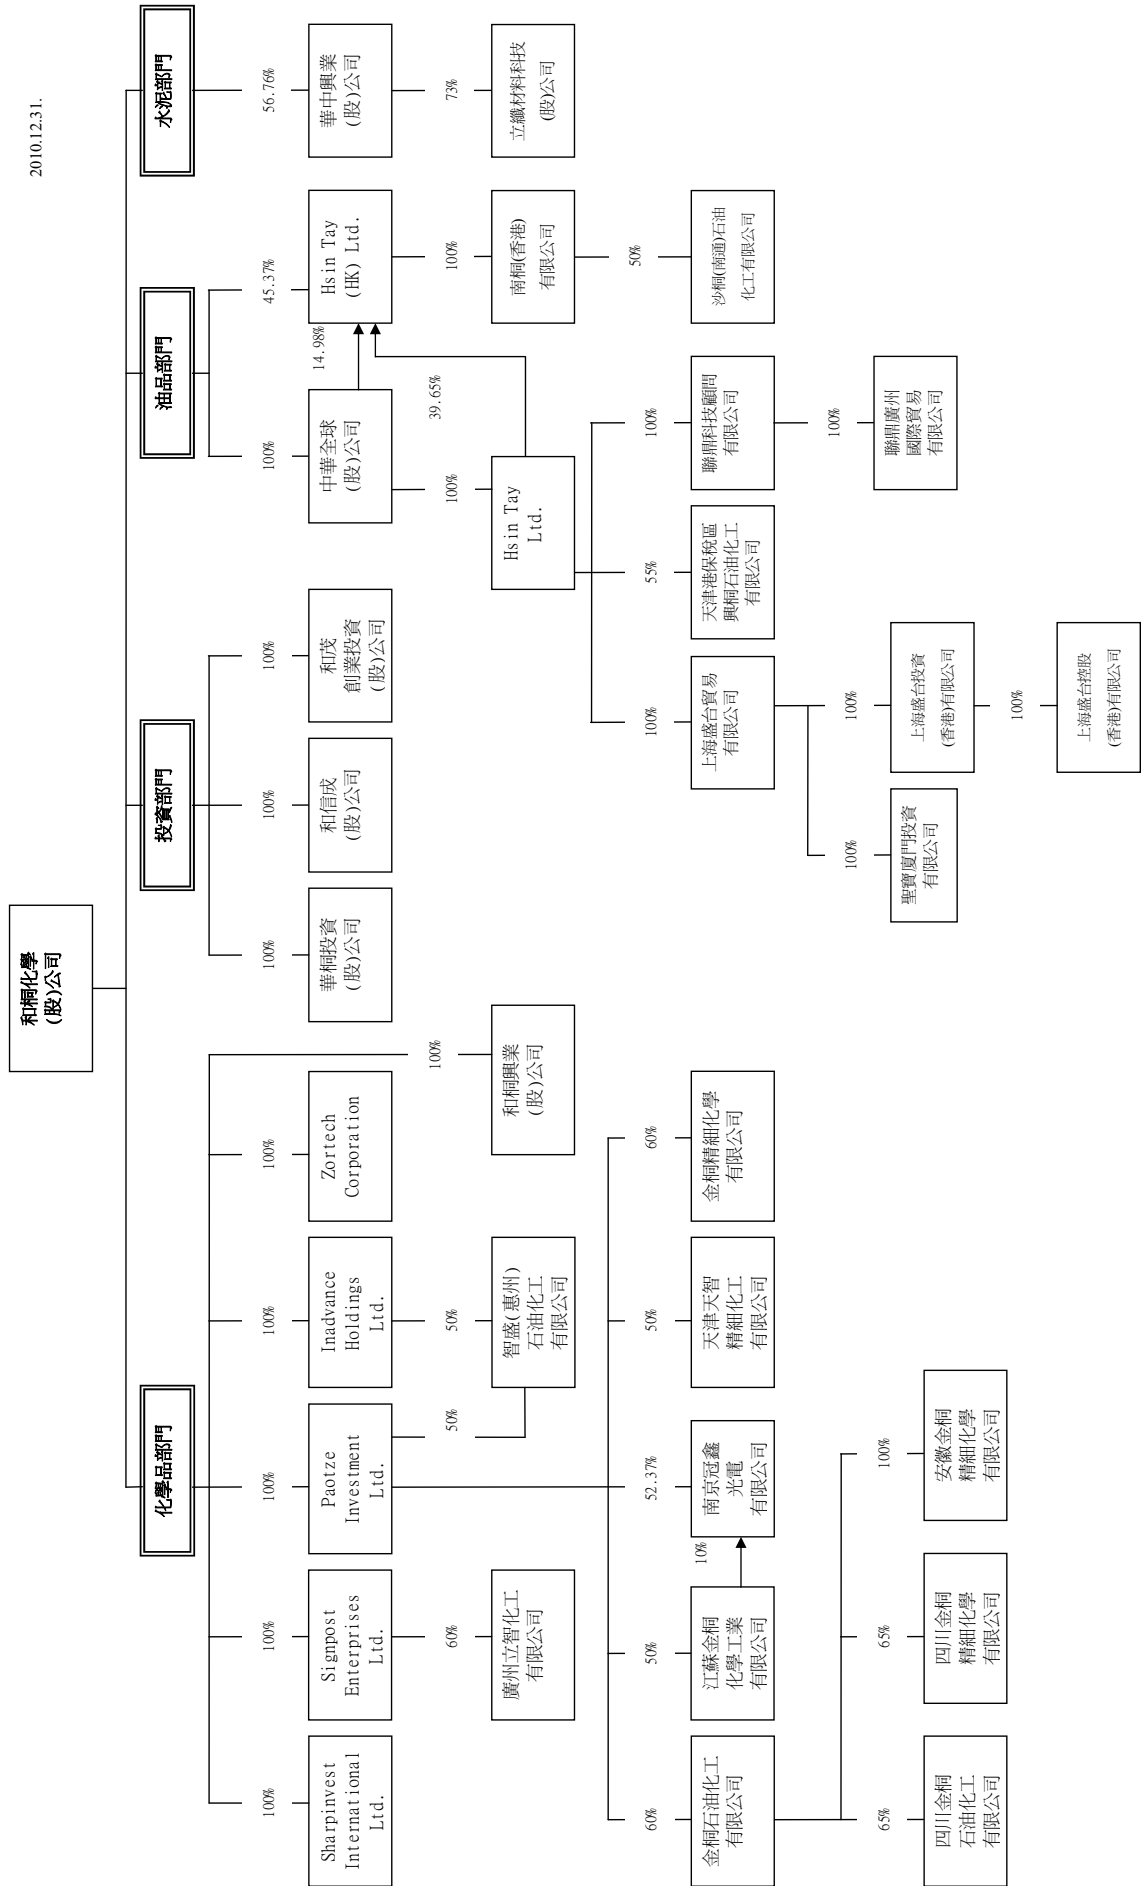 2010.12.31.
和桐化學
(股)公司
化學品部門
投資部門
油品部門
水泥部門
100%
100%
100%
100%
100%
100%
100%
100%
100%
45.37%
56.76%
Sharpinvest
International
Ltd.
Signpost
Enterprises
Ltd.
Paotze
Investment
Ltd.
Inadvance
Holdings
Ltd.
Zortech
Corporation
華桐投資
(股)公司
和信成
(股)公司
和茂
創業投資
(股)公司
中華全球
(股)公司
14.98%
Hsin Tay
(HK) Ltd.
華中興業
(股)公司
60%
50%
50%
100%
100%
39.65%
100%
73%
廣州立智化工
有限公司
智盛(惠州)
石油化工
有限公司
和桐興業
(股)公司
Hsin Tay
Ltd.
南桐(香港)
有限公司
立纖材料科技
(股)公司
60%
50%
52.37%
50%
60%
100%
55%
100%
50%
金桐石油化工
有限公司
江蘇金桐
化學工業
有限公司
10%
南京冠鑫
光電
有限公司
天津天智
精細化工
有限公司
金桐精細化學
有限公司
上海盛台貿易
有限公司
天津港保稅區
興桐石油化工
有限公司
聯鼎科技顧問
有限公司
沙桐(南通)石油
化工有限公司
65%
65%
100%
100%
100%
100%
四川金桐
石油化工
有限公司
四川金桐
精細化學
有限公司
安徽金桐
精細化學
有限公司
聖寶廈門投資
有限公司
上海盛台投資
(香港)有限公司
聯鼎廣州
國際貿易
有限公司
100%
上海盛台控股
(香港)有限公司